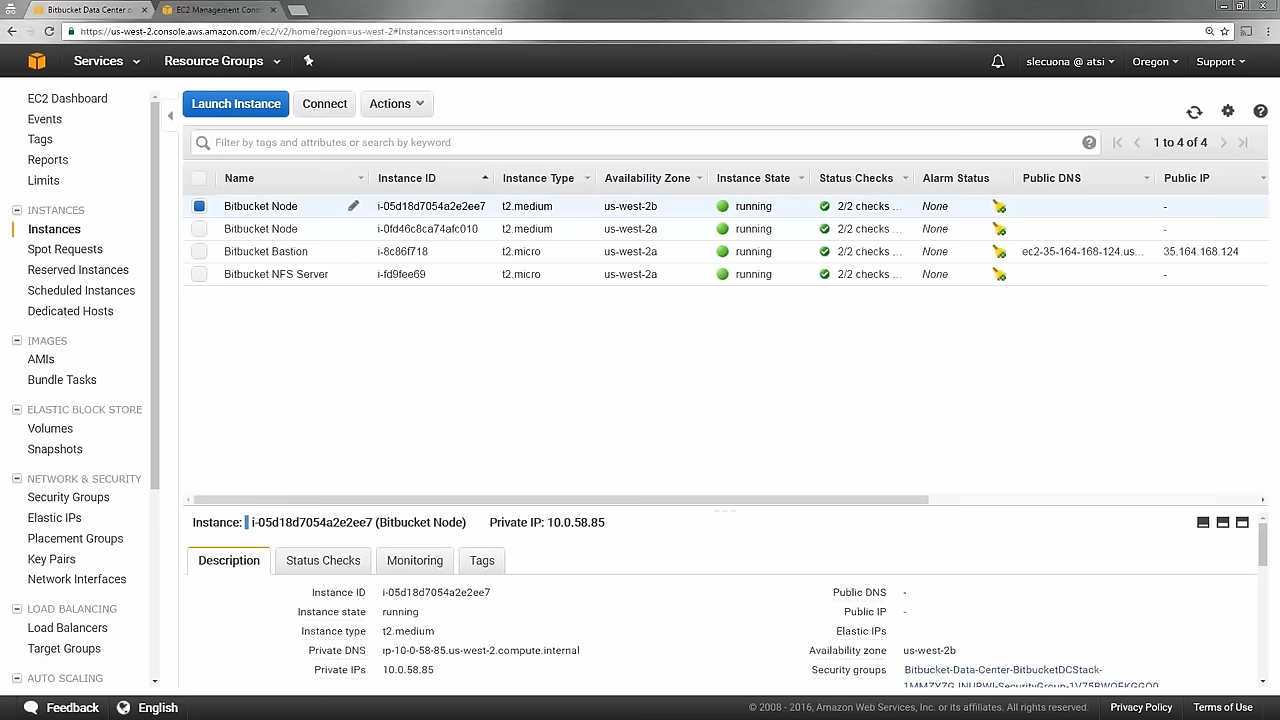 Bitbucket Data Center o
EC2 Management Cons
https://us-west-2.console.aws.amazon.com/ec2/v2/home?region=us-west-2#Instances:sort=instanceId
Services Resource Groups slecuona @ atsi Oregon Support
EC2 Dashboard
Events
Tags
Reports
Limits
INSTANCES
Instances
Spot Requests
Reserved Instances
Scheduled Instances
Dedicated Hosts
IMAGES
AMIs
Bundle Tasks
ELASTIC BLOCK STORE
Volumes
Snapshots
NETWORK & SECURITY
Security Groups
Elastic IPs
Placement Groups
Key Pairs
Network Interfaces
LOAD BALANCING
Load Balancers
Target Groups
AUTO SCALING
Launch Instance Connect Actions
Filter by tags and attributes or search by keyword 1 to 4 of 4
Name Instance ID Instance Type Availability Zone Instance State Status Checks Alarm Status Public DNS Public IP
Bitbucket Node i-05d18d7054a2e2ee7 t2.medium us-west-2b running 2/2 checks ... None -
Bitbucket Node i-0fd46c8ca74afc010 t2.medium us-west-2a running 2/2 checks ... None -
Bitbucket Bastion i-8c86f718 t2.micro us-west-2a running 2/2 checks ... None ec2-35-164-168-124.us... 35.164.168.124
Bitbucket NFS Server i-fd9fee69 t2.micro us-west-2a running 2/2 checks ... None -
Instance: i-05d18d7054a2e2ee7 (Bitbucket Node) Private IP: 10.0.58.85
Description Status Checks Monitoring Tags
Instance ID i-05d18d7054a2e2ee7 Public DNS -
Instance state running Public IP -
Instance type t2.medium Elastic IPs
Private DNS ip-10-0-58-85.us-west-2.compute.internal Availability zone us-west-2b
Private IPs 10.0.58.85 Security groups Bitbucket-Data-Center-BitbucketDCStack-
Feedback English © 2008 - 2016, Amazon Web Services, Inc. or its affiliates. All rights reserved. Privacy Policy Terms of Use